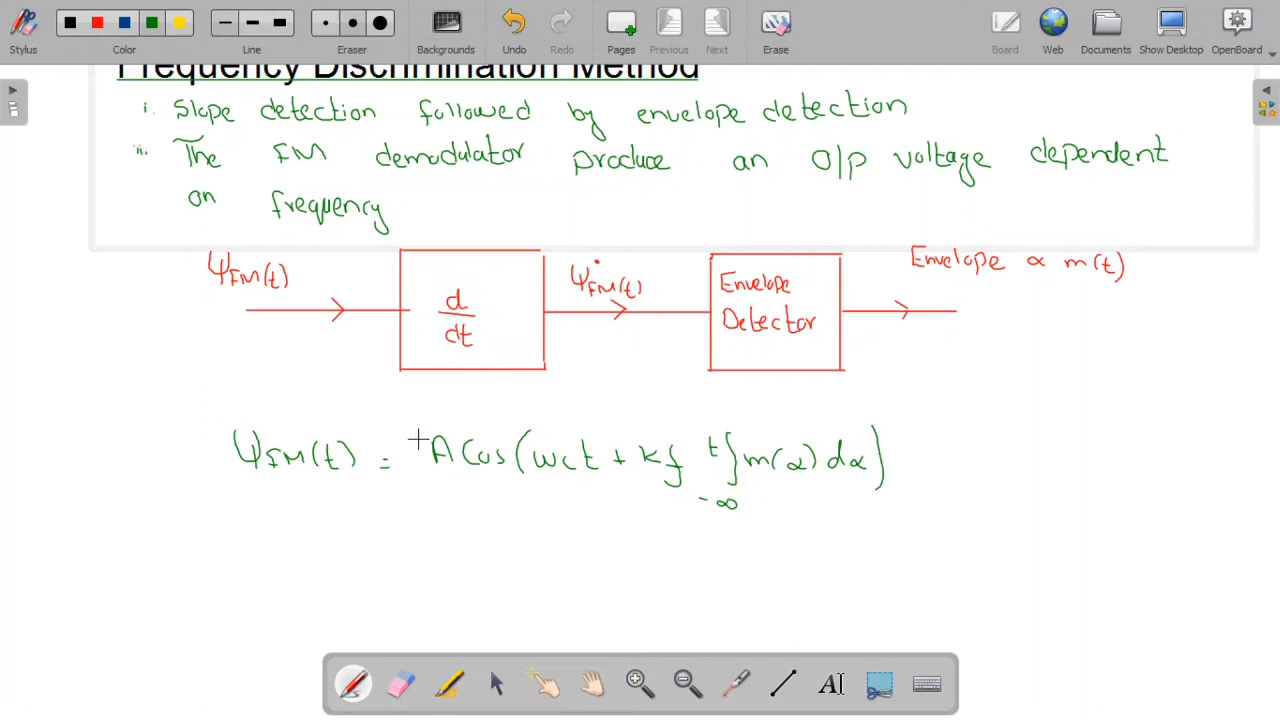 Stylus Color Line Eraser Backgrounds Undo Redo Pages Previous Next Erase Board Web Documents Show Desktop OpenBoard
Frequency Discrimination Method
i. Slope detection followed by envelope detection
ii. The FM demodulator produce an O/p voltage dependent
on frequency
ΨFM(t)
d/dt
Ψ̇FM(t)
Envelope
Detector
Envelope ∝ m(t)
ΨFM(t) = A Cos(ωct + kf ∫_{-∞}^{t} m(α) dα)